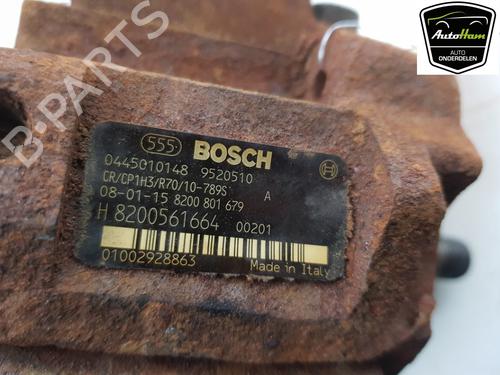 AutoHam
AUTO
ONDERDELEN
B-PARTS
555 BOSCH
0445010148 9520510
CR/CP1H3/R70/10-789S A
08-01-15 8200 801 679
H 8200561664 00201
01002928863 Made in Italy